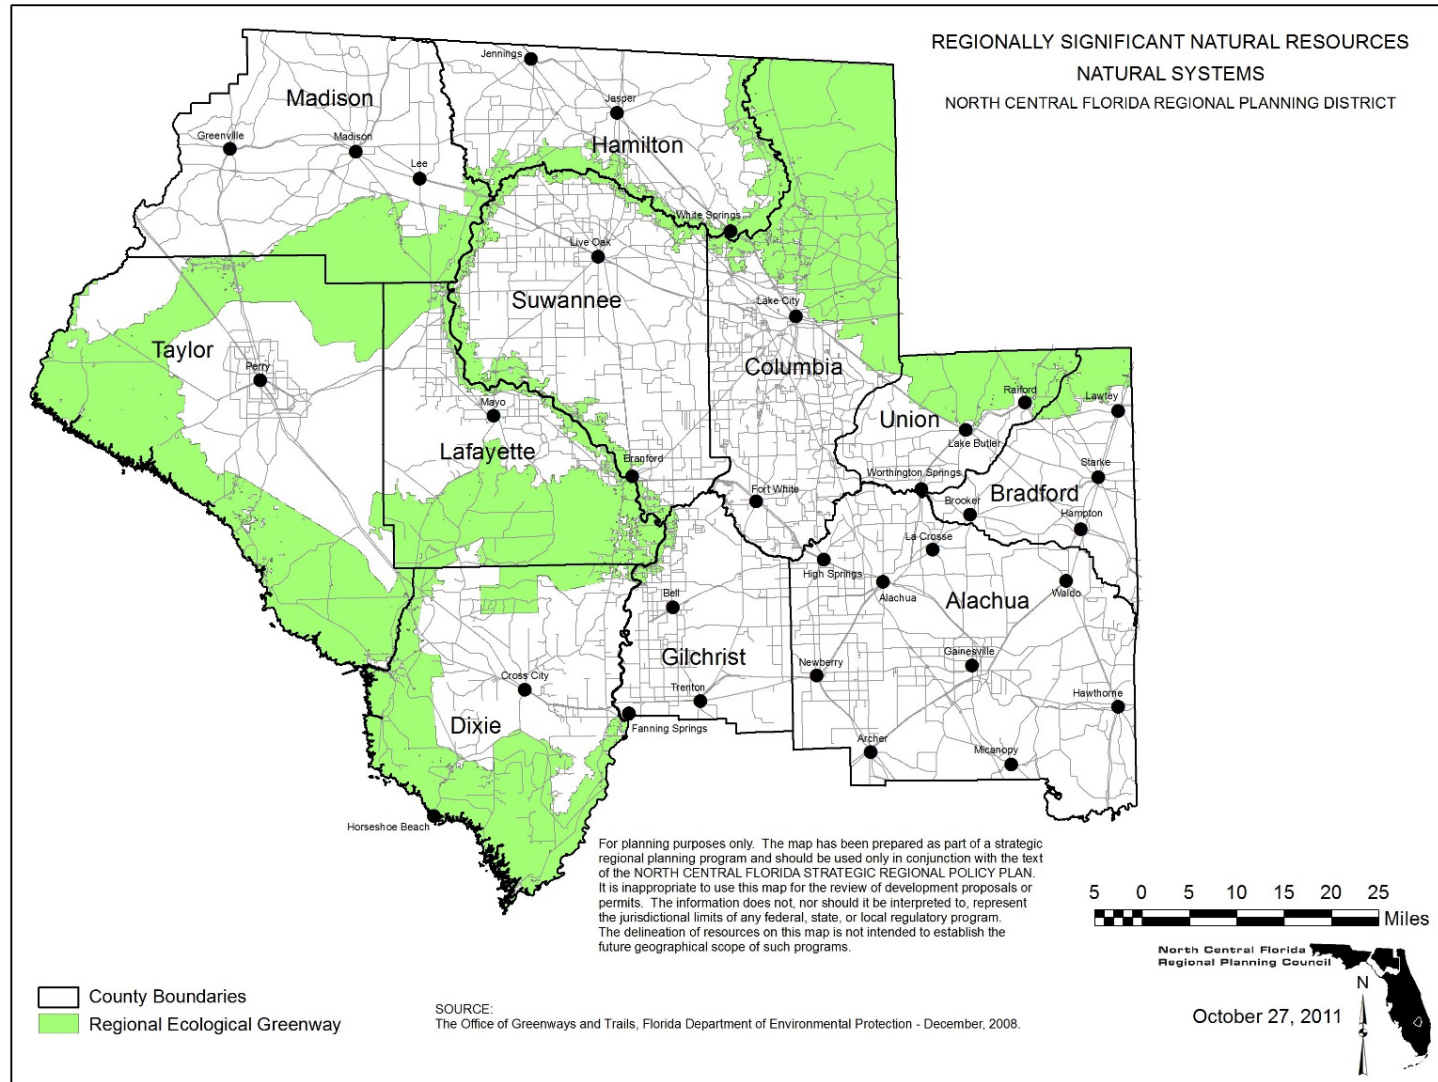 REGIONALLY SIGNIFICANT NATURAL RESOURCES
NATURAL SYSTEMS
NORTH CENTRAL FLORIDA REGIONAL PLANNING DISTRICT
Jennings
Madison
Jasper
Greenville
Madison
Hamilton
Lee
White Springs
Live Oak
Suwannee
Lake City
Taylor
Perry
Columbia
Raiford
Lawtey
Mayo
Union
Lake Butler
Lafayette
Branford
Worthington Springs
Starke
Fort White
Brooker
Bradford
Hampton
La Crosse
High Springs
Bell
Alachua
Alachua
Waldo
Gilchrist
Newberry
Gainesville
Cross City
Trenton
Hawthorne
Dixie
Fanning Springs
Archer
Micanopy
Horseshoe Beach
For planning purposes only. The map has been prepared as part of a strategic
regional planning program and should be used only in conjunction with the text
of the NORTH CENTRAL FLORIDA STRATEGIC REGIONAL POLICY PLAN.
It is inappropriate to use this map for the review of development proposals or
permits. The information does not, nor should it be interpreted to, represent
the jurisdictional limits of any federal, state, or local regulatory program.
The delineation of resources on this map is not intended to establish the
future geographical scope of such programs.
5 0 5 10 15 20 25
Miles
North Central Florida
Regional Planning Council
N
County Boundaries
Regional Ecological Greenway
SOURCE:
The Office of Greenways and Trails, Florida Department of Environmental Protection - December, 2008.
October 27, 2011